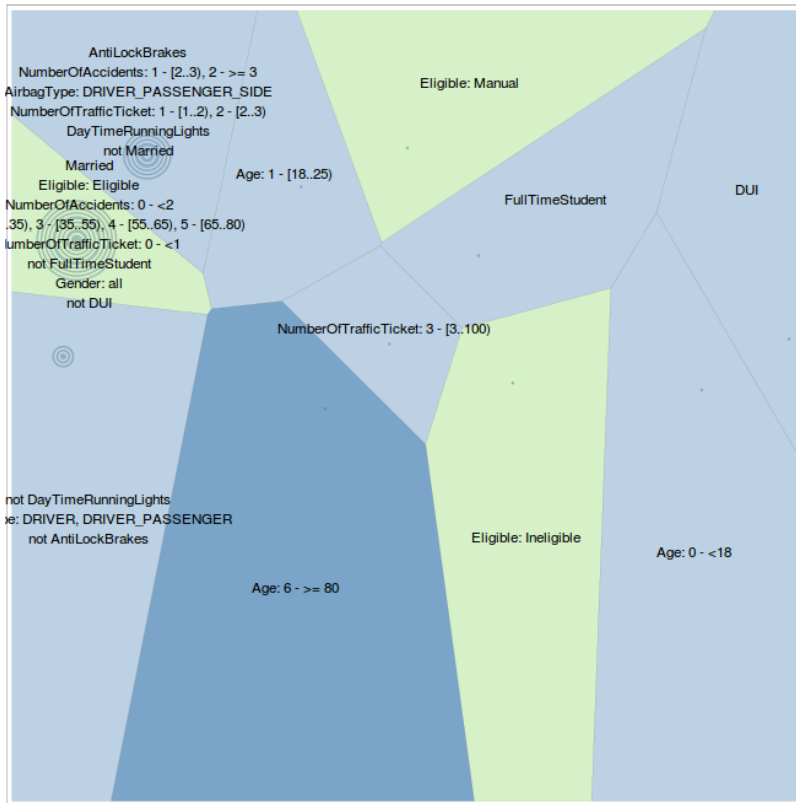 AntiLockBrakes
NumberOfAccidents: 1 - [2..3), 2 - >= 3
AirbagType: DRIVER_PASSENGER_SIDE
NumberOfTrafficTicket: 1 - [1..2), 2 - [2..3)
DayTimeRunningLights
not Married
Married
Eligible: Eligible
NumberOfAccidents: 0 - <2
..35), 3 - [35..55), 4 - [55..65), 5 - [65..80)
NumberOfTrafficTicket: 0 - <1
not FullTimeStudent
Gender: all
not DUI
Age: 1 - [18..25)
Eligible: Manual
FullTimeStudent
DUI
NumberOfTrafficTicket: 3 - [3..100)
not DayTimeRunningLights
pe: DRIVER, DRIVER_PASSENGER
not AntiLockBrakes
Age: 6 - >= 80
Eligible: Ineligible
Age: 0 - <18